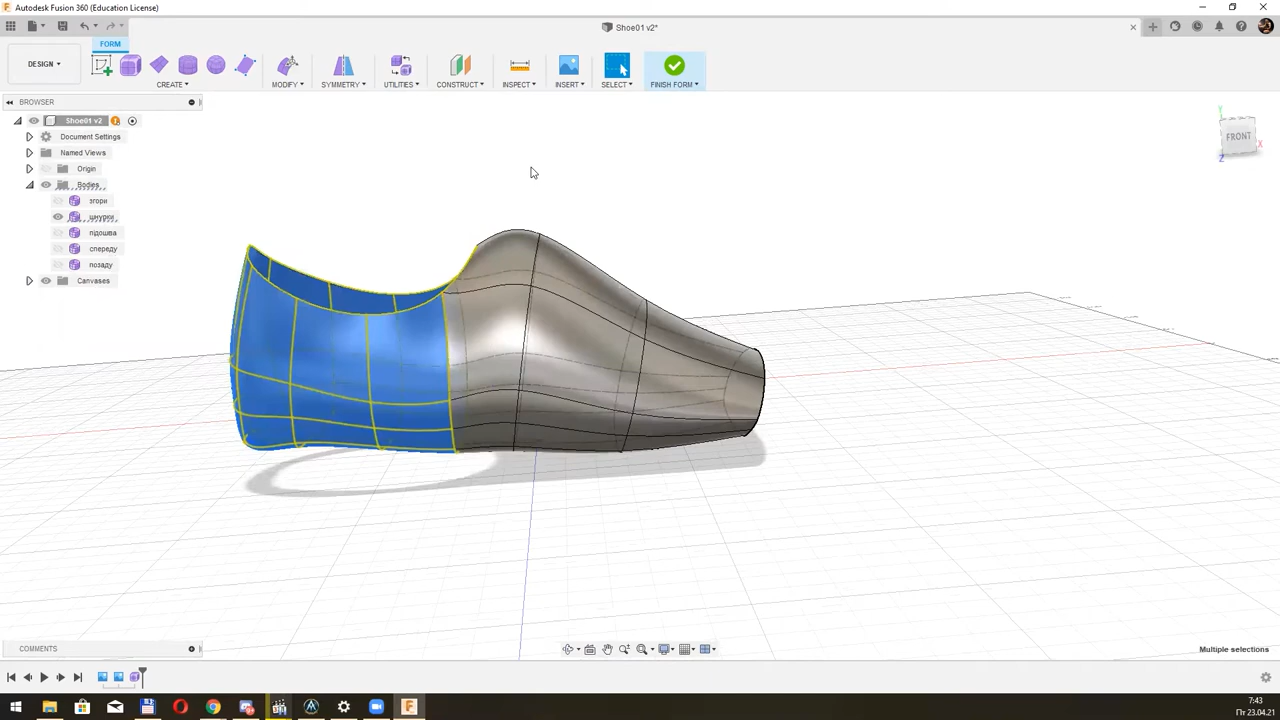 Autodesk Fusion 360 (Education License)
Shoe01 v2*
FORM
DESIGN
CREATE
MODIFY
SYMMETRY
UTILITIES
CONSTRUCT
INSPECT
INSERT
SELECT
FINISH FORM
BROWSER
Shoe01 v2
Document Settings
Named Views
Origin
Bodies
згори
шнурки
підошва
спереду
позаду
Canvases
FRONT
Y
X
Z
COMMENTS
Multiple selections
7:43
Пт 23.04.21